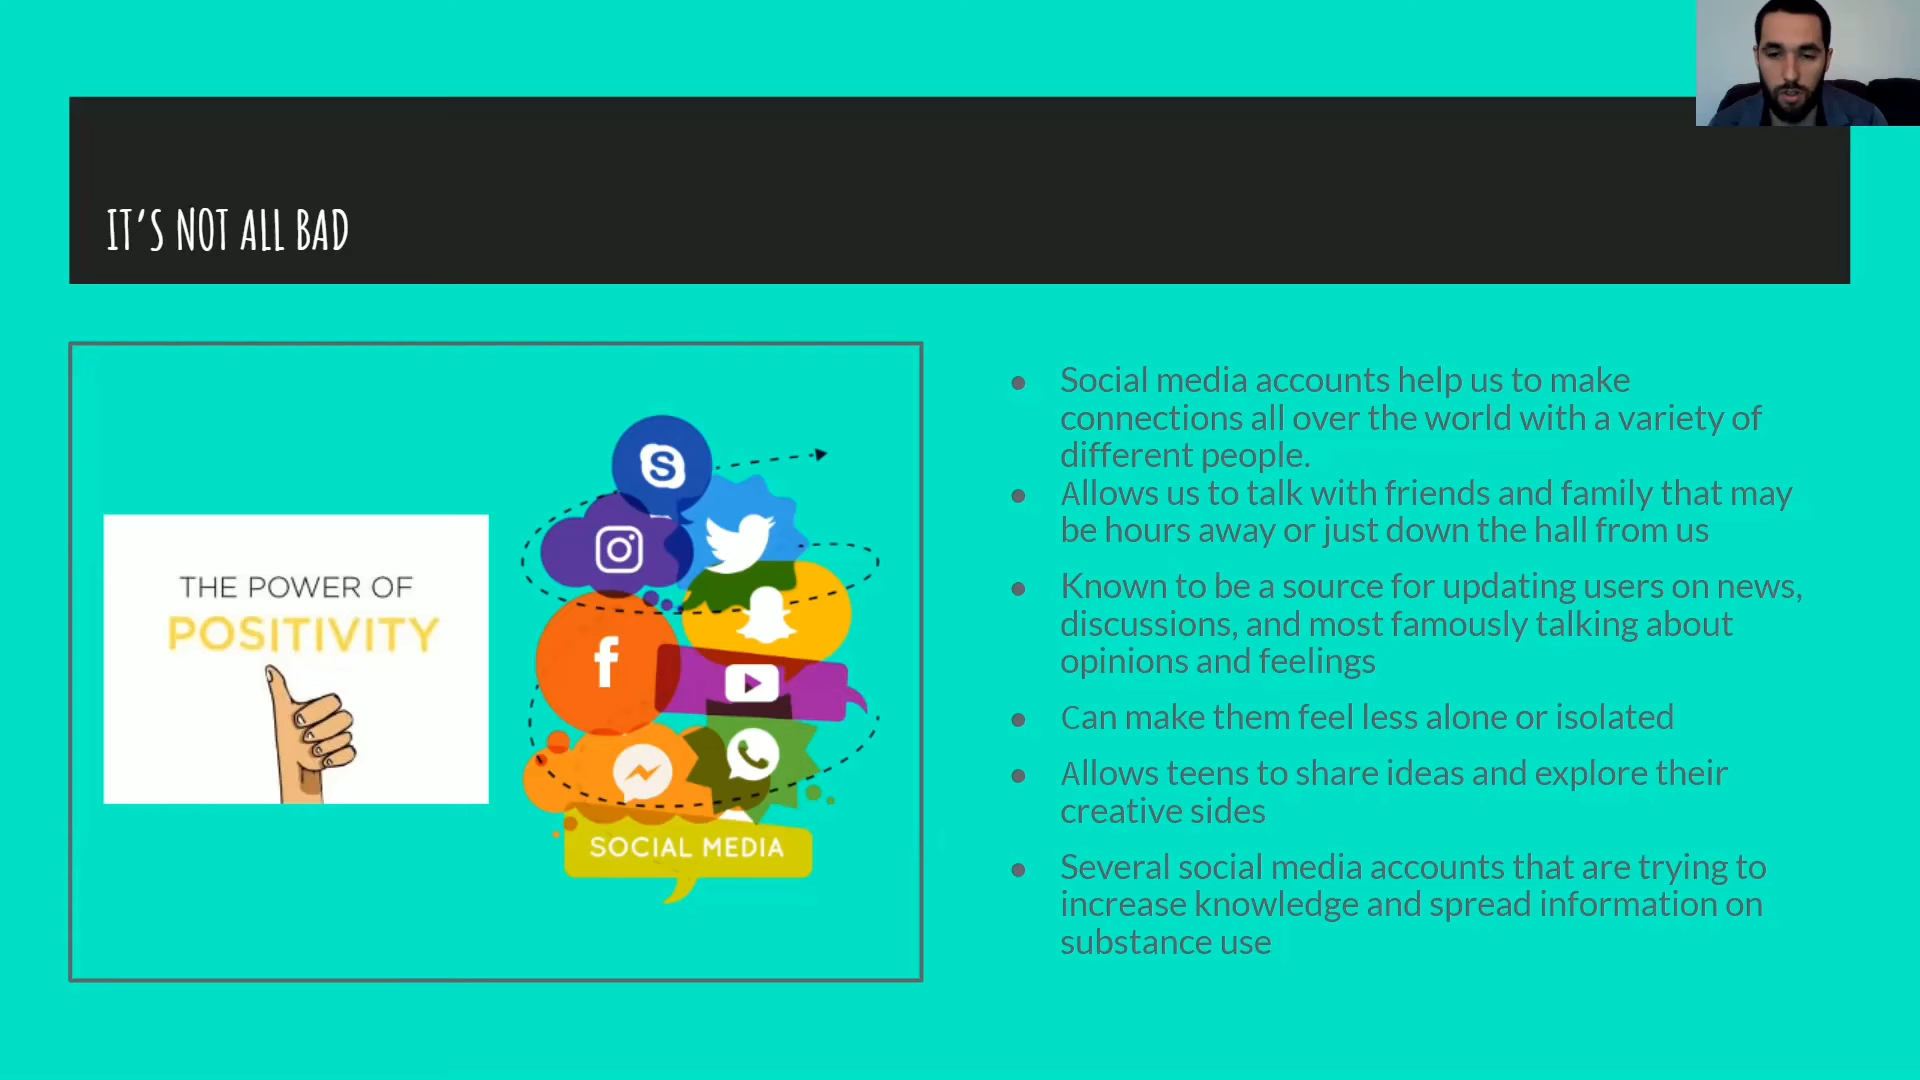 IT'S NOT ALL BAD
THE POWER OF
POSITIVITY
SOCIAL MEDIA
● Social media accounts help us to make
connections all over the world with a variety of
different people.
● Allows us to talk with friends and family that may
be hours away or just down the hall from us
● Known to be a source for updating users on news,
discussions, and most famously talking about
opinions and feelings
● Can make them feel less alone or isolated
● Allows teens to share ideas and explore their
creative sides
● Several social media accounts that are trying to
increase knowledge and spread information on
substance use